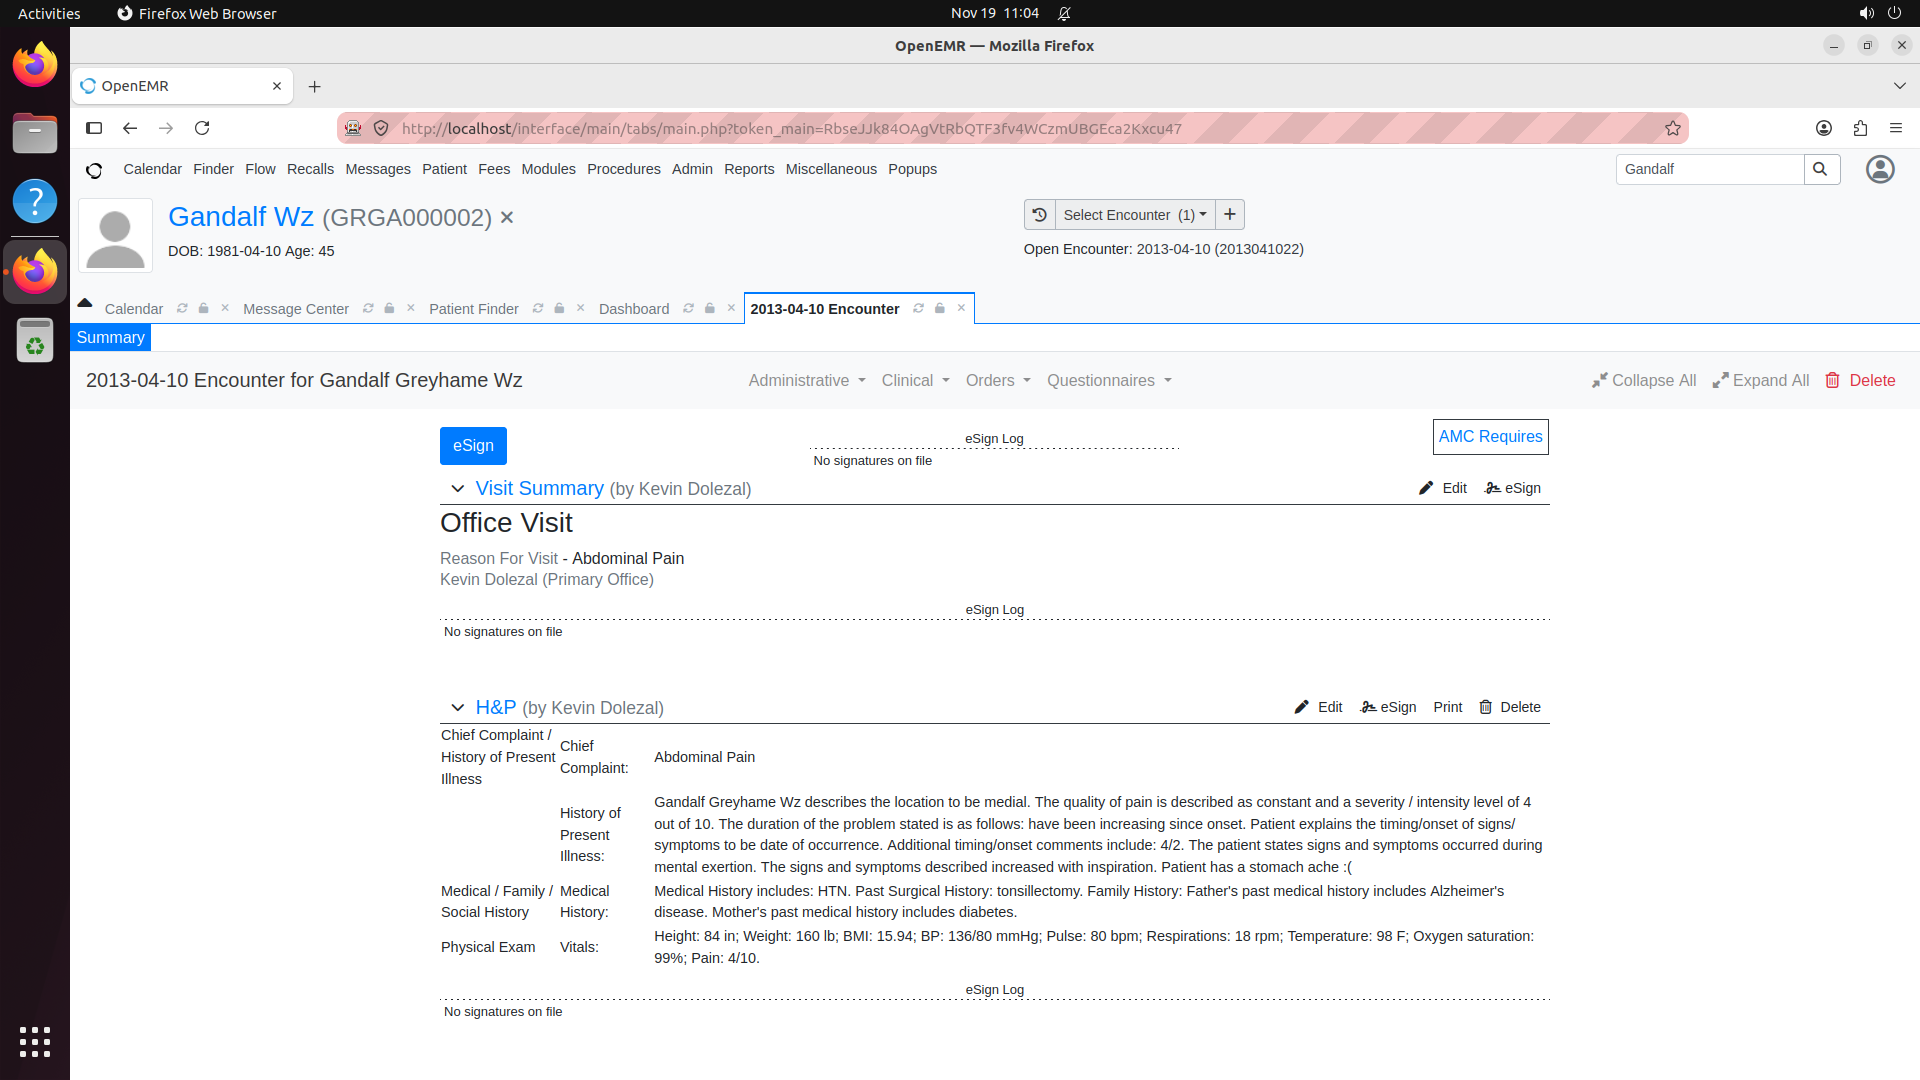 Activities
Firefox Web Browser
Nov 19 11:04
OpenEMR — Mozilla Firefox
OpenEMR
http://localhost/interface/main/tabs/main.php?token_main=RbseJJk84OAgVtRbQTF3fv4WCzmUBGEca2Kxcu47
Calendar Finder Flow Recalls Messages Patient Fees Modules Procedures Admin Reports Miscellaneous Popups
Gandalf
Gandalf Wz (GRGA000002)
DOB: 1981-04-10 Age: 45
Select Encounter (1)
Open Encounter: 2013-04-10 (2013041022)
Calendar Message Center Patient Finder Dashboard 2013-04-10 Encounter
Summary
2013-04-10 Encounter for Gandalf Greyhame Wz
Administrative Clinical Orders Questionnaires
Collapse All Expand All Delete
eSign
eSign Log
No signatures on file
AMC Requires
Visit Summary (by Kevin Dolezal)
Edit eSign
Office Visit
Reason For Visit - Abdominal Pain
Kevin Dolezal (Primary Office)
eSign Log
No signatures on file
H&P (by Kevin Dolezal)
Edit eSign Print Delete
Chief Complaint /
History of Present
Illness
Chief
Complaint:
Abdominal Pain
History of
Present
Illness:
Gandalf Greyhame Wz describes the location to be medial. The quality of pain is described as constant and a severity / intensity level of 4
out of 10. The duration of the problem stated is as follows: have been increasing since onset. Patient explains the timing/onset of signs/
symptoms to be date of occurrence. Additional timing/onset comments include: 4/2. The patient states signs and symptoms occurred during
mental exertion. The signs and symptoms described increased with inspiration. Patient has a stomach ache :(
Medical / Family /
Social History
Medical
History:
Medical History includes: HTN. Past Surgical History: tonsillectomy. Family History: Father's past medical history includes Alzheimer's
disease. Mother's past medical history includes diabetes.
Physical Exam
Vitals:
Height: 84 in; Weight: 160 lb; BMI: 15.94; BP: 136/80 mmHg; Pulse: 80 bpm; Respirations: 18 rpm; Temperature: 98 F; Oxygen saturation:
99%; Pain: 4/10.
eSign Log
No signatures on file